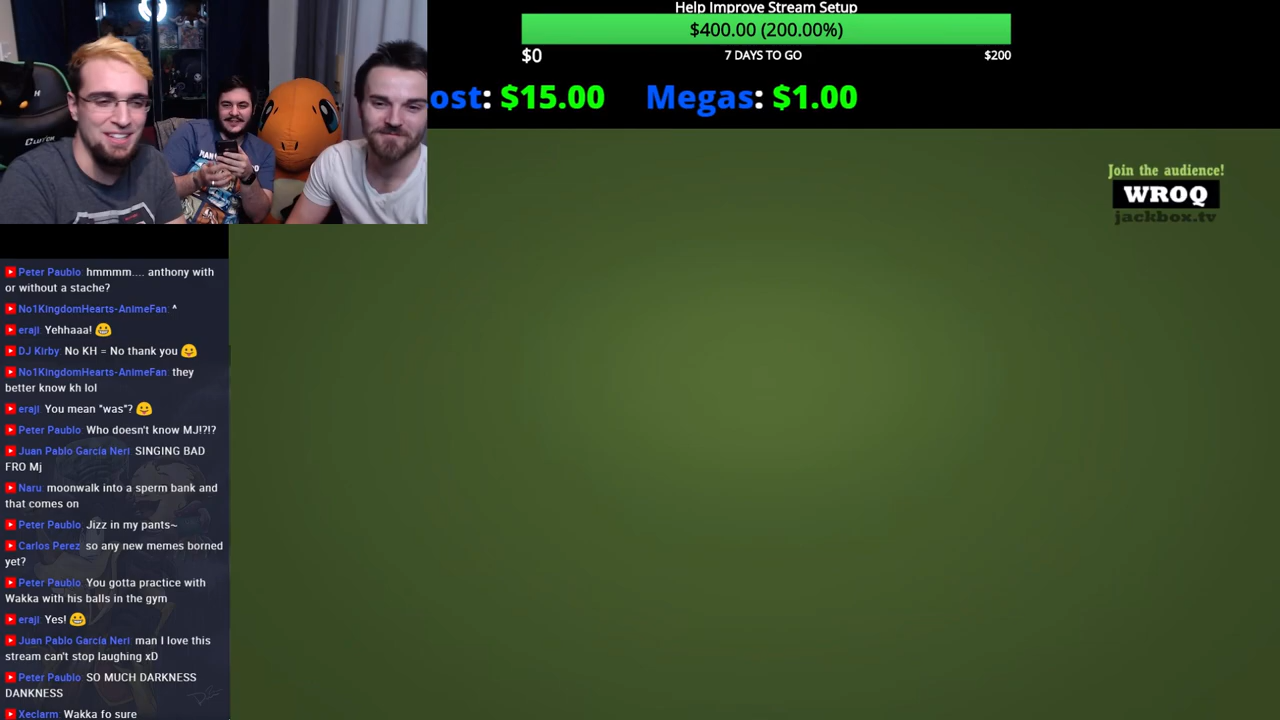 Help Improve Stream Setup
$400.00 (200.00%)
$0
7 DAYS TO GO
$200
ost: $15.00 Megas: $1.00
Join the audience!
WROQ
jackbox.tv
CLUTCH
Peter Paublo: hmmmm.... anthony with
or without a stache?
No1KingdomHearts-AnimeFan: ^
eraji: Yehhaaa! 😀
DJ Kirby: No KH = No thank you 😛
No1KingdomHearts-AnimeFan: they
better know kh lol
eraji: You mean "was"? 😛
Peter Paublo: Who doesn't know MJ!?!?
Juan Pablo García Neri: SINGING BAD
FRO Mj
Naru: moonwalk into a sperm bank and
that comes on
Peter Paublo: Jizz in my pants~
Carlos Perez: so any new memes borned
yet?
Peter Paublo: You gotta practice with
Wakka with his balls in the gym
eraji: Yes! 😀
Juan Pablo García Neri: man I love this
stream can't stop laughing xD
Peter Paublo: SO MUCH DARKNESS
DANKNESS
Xeclarm: Wakka fo sure